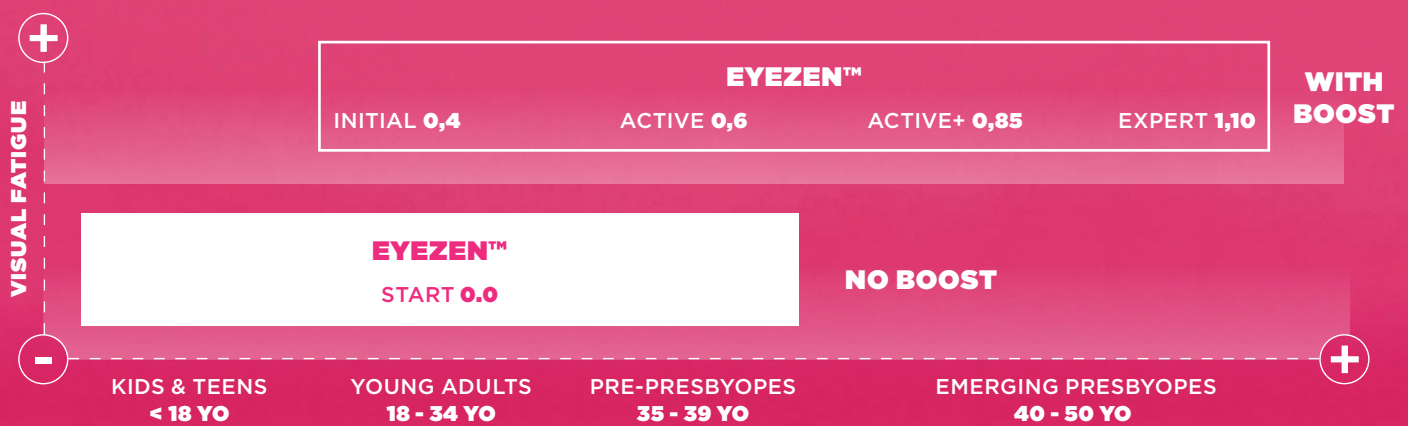 +
VISUAL FATIGUE
EYEZEN™
INITIAL 0,4 ACTIVE 0,6 ACTIVE+ 0,85 EXPERT 1,10
WITH
BOOST
EYEZEN™
START 0.0
NO BOOST
- +
KIDS & TEENS YOUNG ADULTS PRE-PRESBYOPES EMERGING PRESBYOPES
< 18 YO 18 - 34 YO 35 - 39 YO 40 - 50 YO